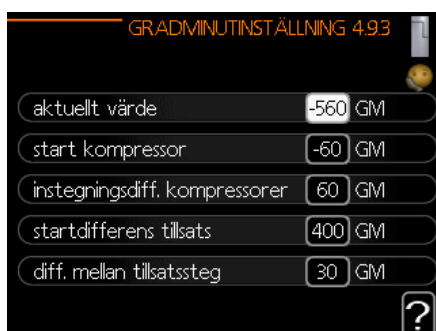 GRADMINUTINSTÄLLNING 4.9.3
aktuellt värde -560 GM
start kompressor -60 GM
instegningsdiff. kompressorer 60 GM
startdifferens tillsats 400 GM
diff. mellan tillsatssteg 30 GM
?